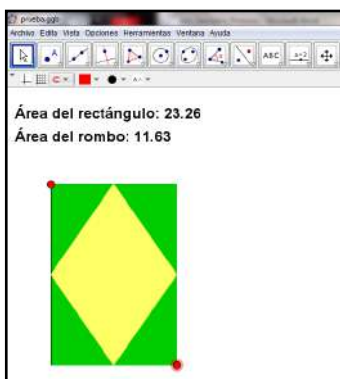 prueba.ggb
Archivo Edita Vista Opciones Herramientas Ventana Ayuda
ABC a=2
Área del rectángulo: 23.26
Área del rombo: 11.63